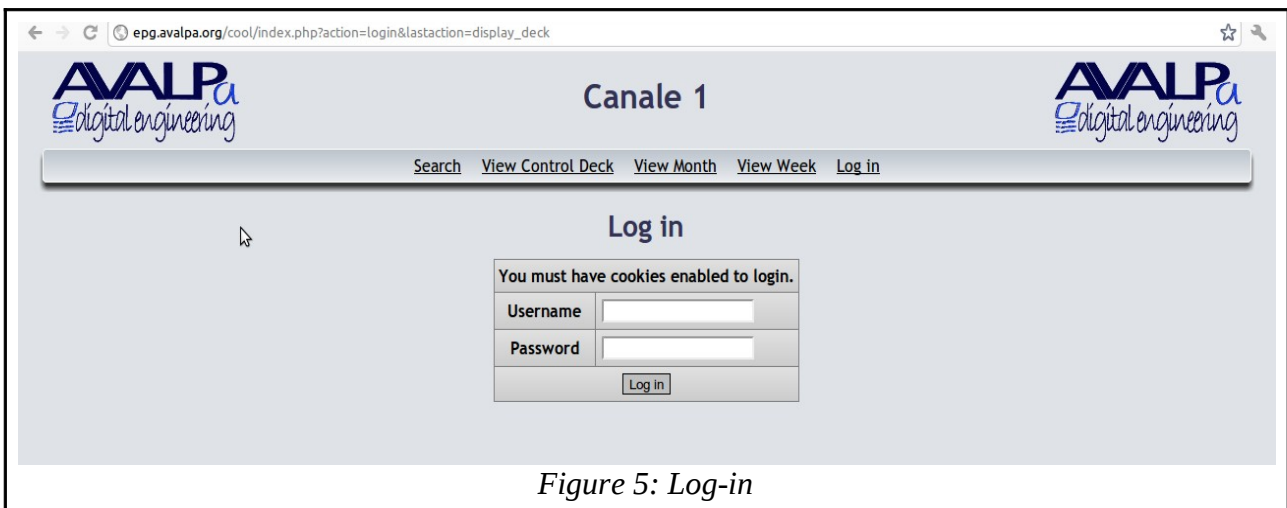 epg.avalpa.org/cool/index.php?action=login&lastaction=display_deck
AVALPa
digital engineering
Canale 1
AVALPa
digital engineering
Search View Control Deck View Month View Week Log in
Log in
You must have cookies enabled to login.
Username
Password
Log in
Figure 5: Log-in